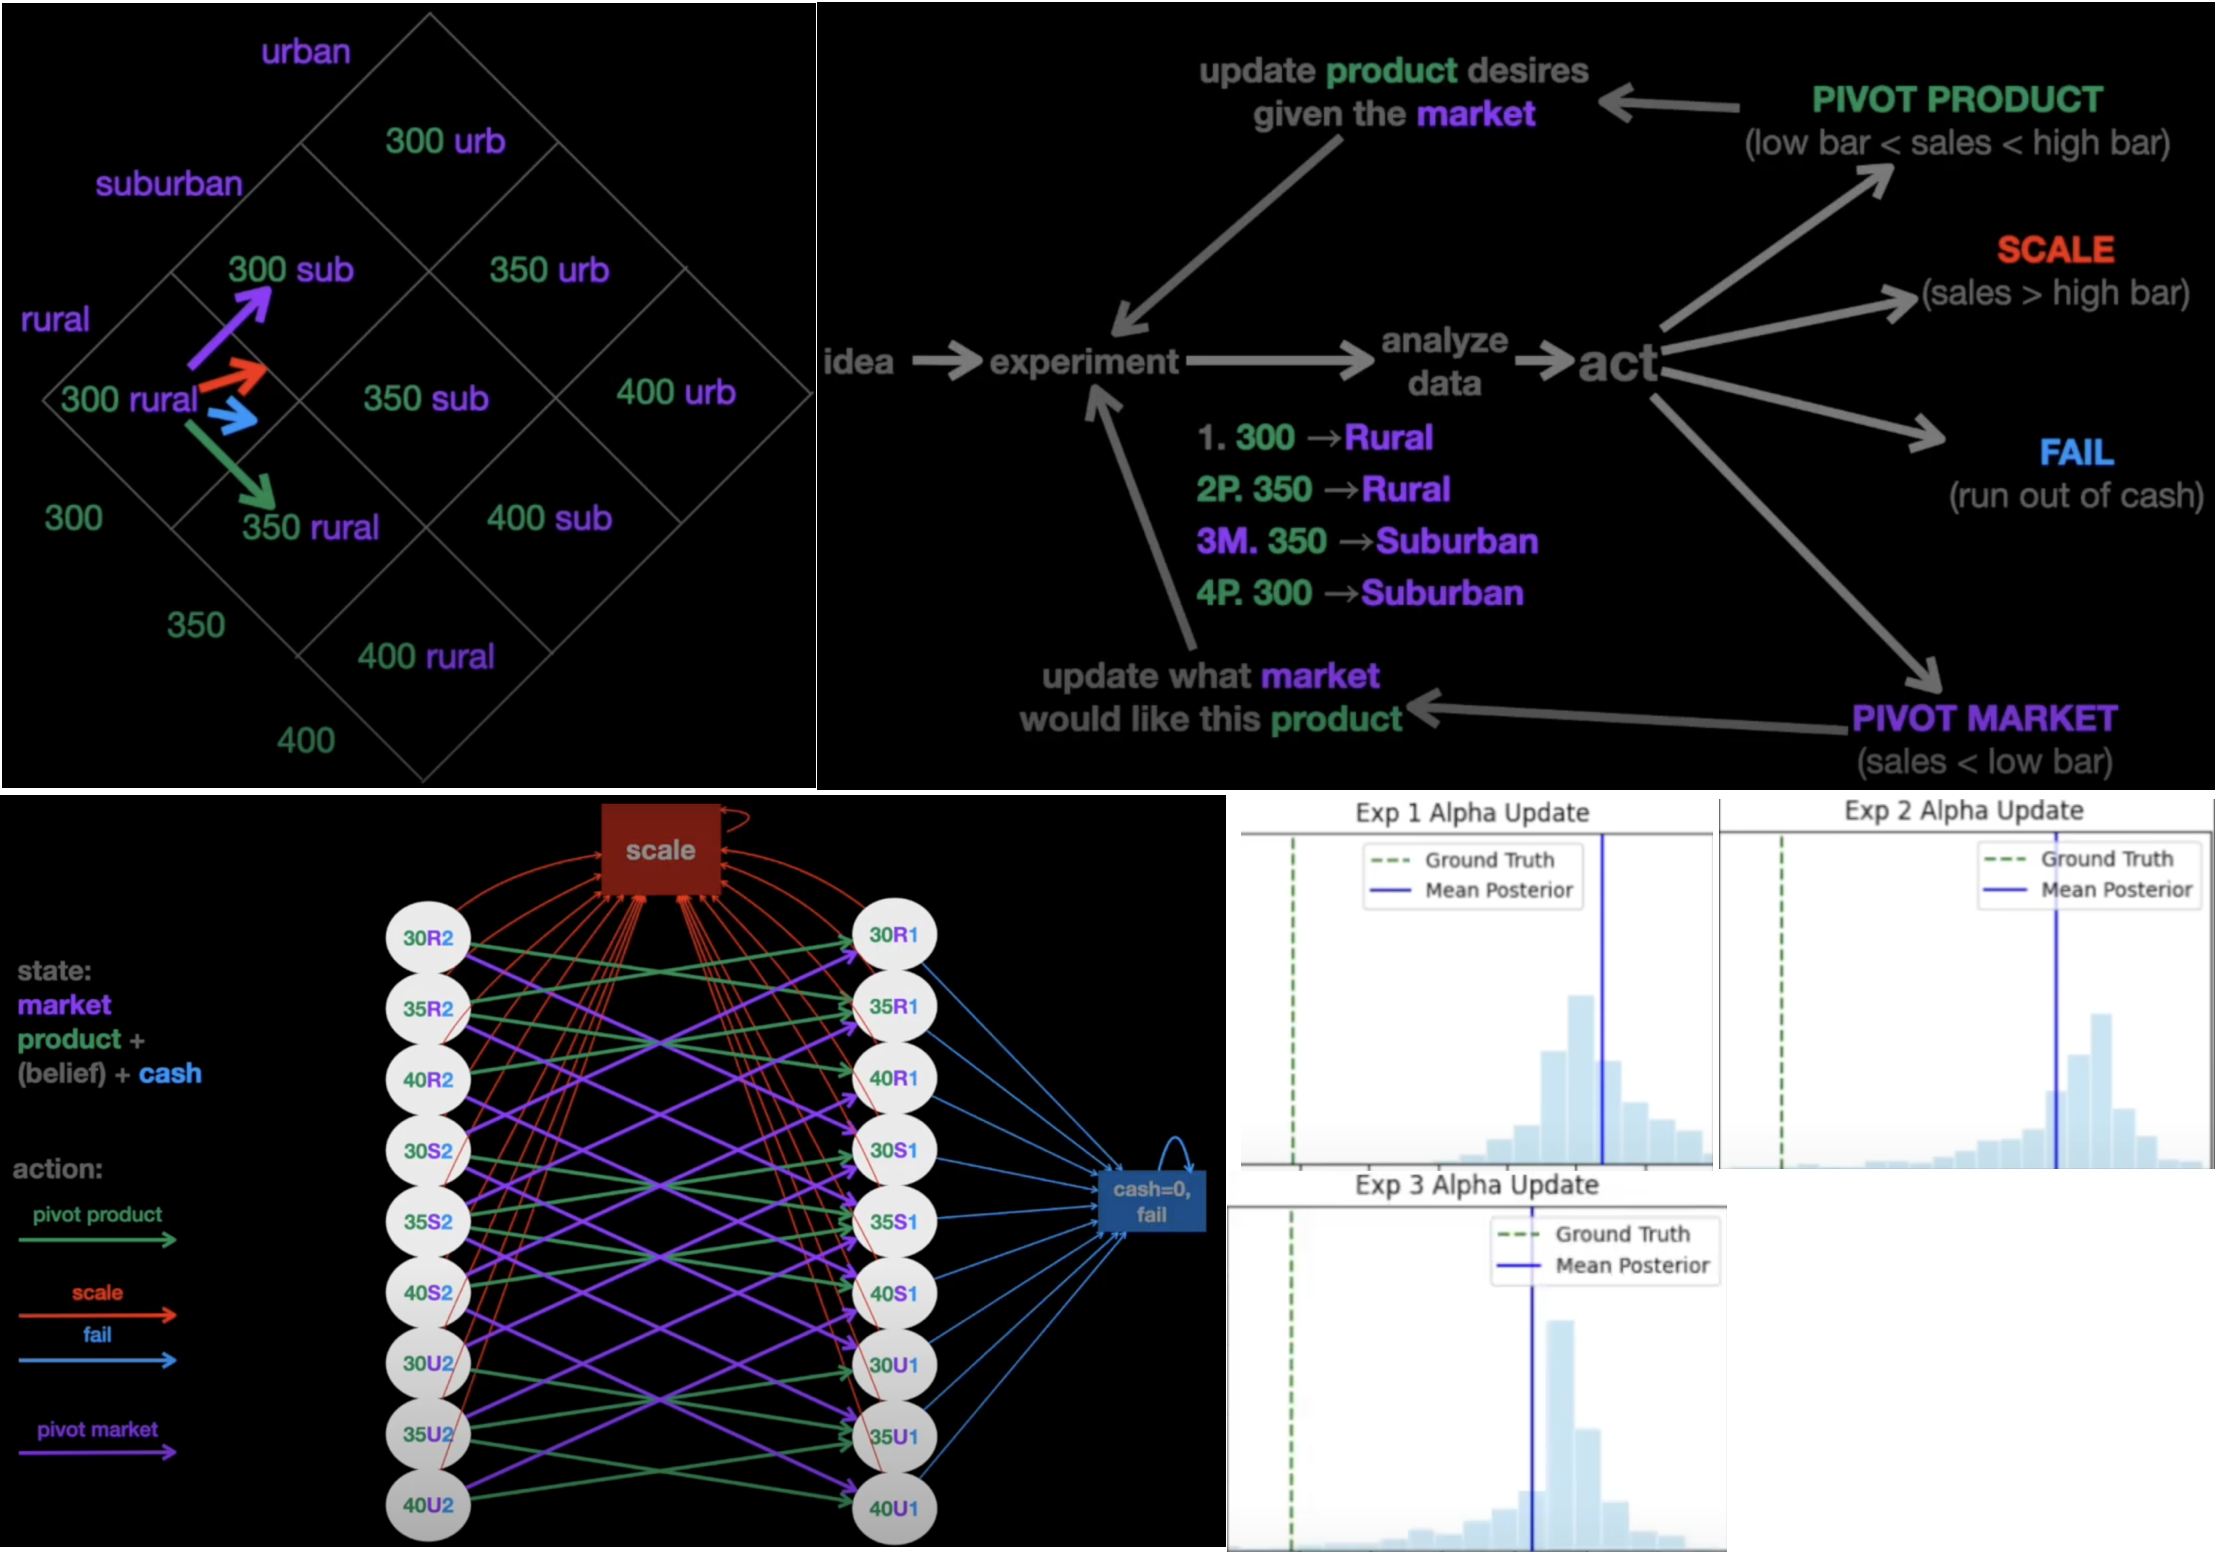 urban
300 urb
suburban
300 sub
350 urb
rural
300 rural
350 sub
400 urb
300
350 rural
400 sub
350
400 rural
400
update product desires
given the market
PIVOT PRODUCT
(low bar < sales < high bar)
SCALE
(sales > high bar)
idea
experiment
analyze
data
act
1. 300 →Rural
2P. 350 →Rural
3M. 350 →Suburban
4P. 300 →Suburban
FAIL
(run out of cash)
update what market
would like this product
PIVOT MARKET
(sales < low bar)
scale
state:
market
product +
(belief) + cash
action:
pivot product
scale
fail
pivot market
30R2
35R2
40R2
30S2
35S2
40S2
30U2
35U2
40U2
30R1
35R1
40R1
30S1
35S1
40S1
30U1
35U1
40U1
cash=0,
fail
Exp 1 Alpha Update
Ground Truth
Mean Posterior
Exp 2 Alpha Update
Ground Truth
Mean Posterior
Exp 3 Alpha Update
Ground Truth
Mean Posterior